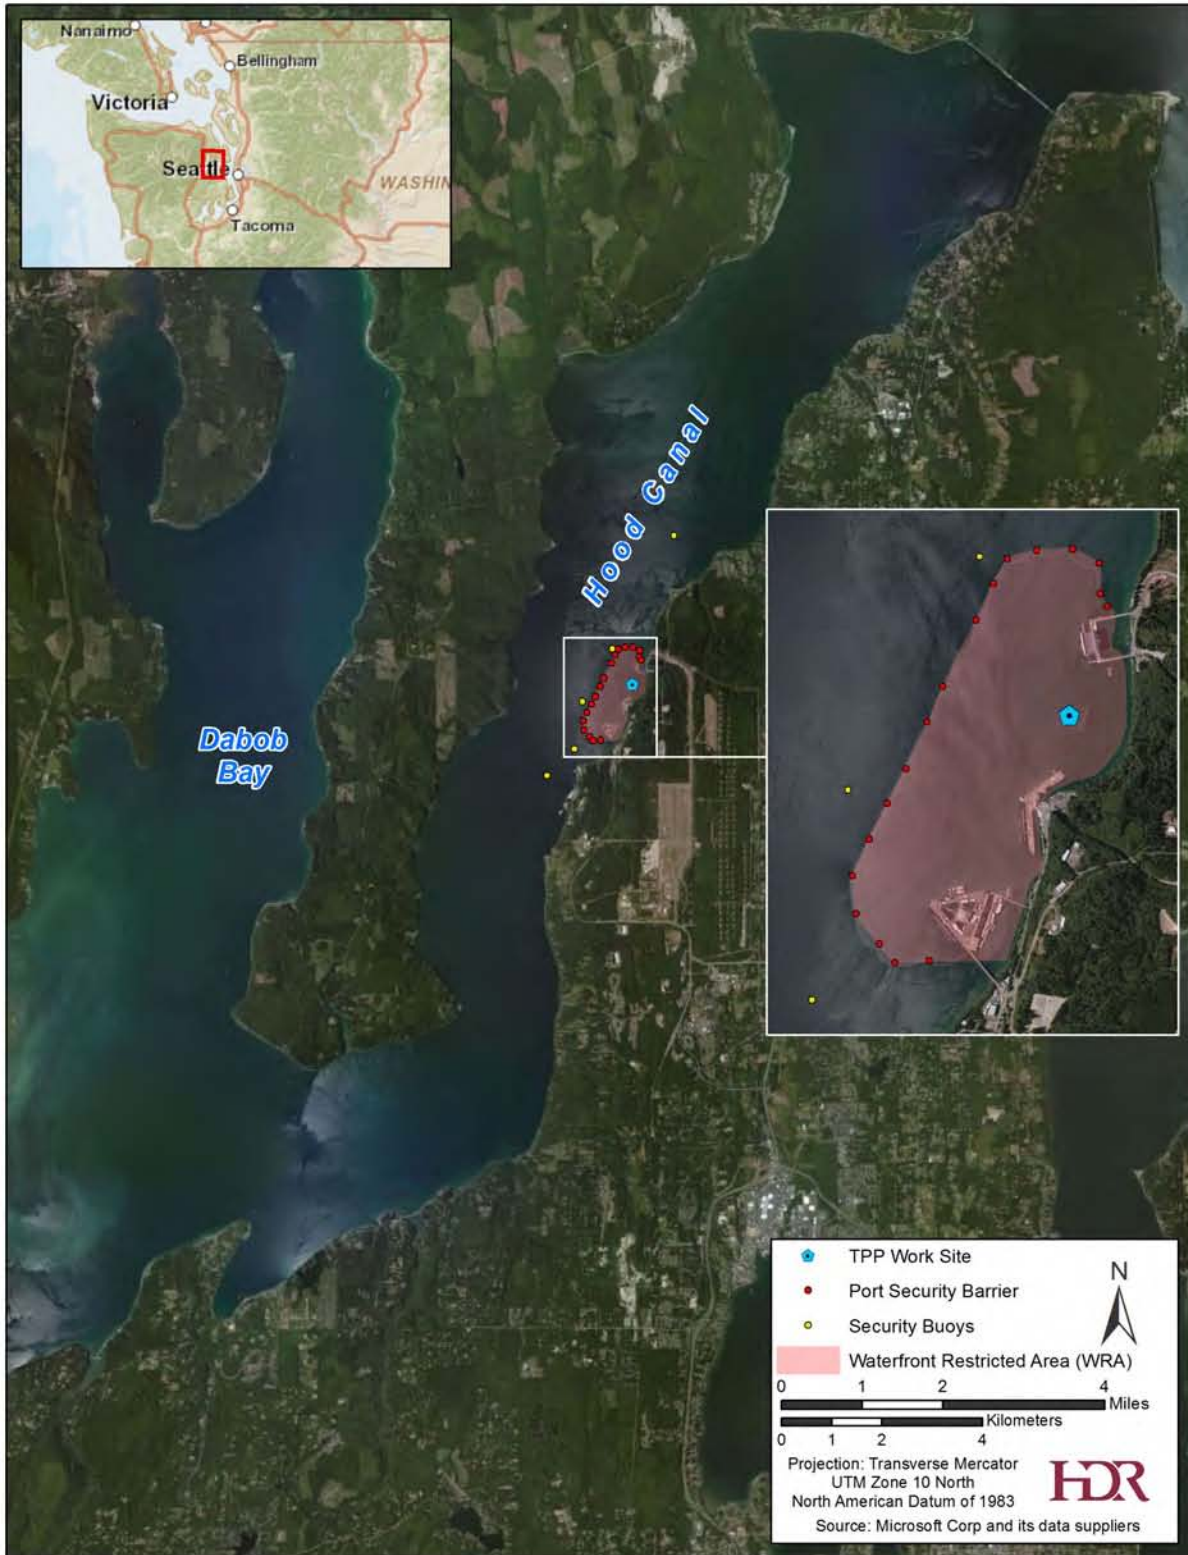 Nanaimo
Bellingham
Victoria
Seattle
WASHIN
Tacoma
Hood Canal
Dabob
Bay
TPP Work Site
Port Security Barrier
Security Buoys
Waterfront Restricted Area (WRA)
N
0 1 2 4
Miles
Kilometers
0 1 2 4
Projection: Transverse Mercator
UTM Zone 10 North
North American Datum of 1983
HDR
Source: Microsoft Corp and its data suppliers